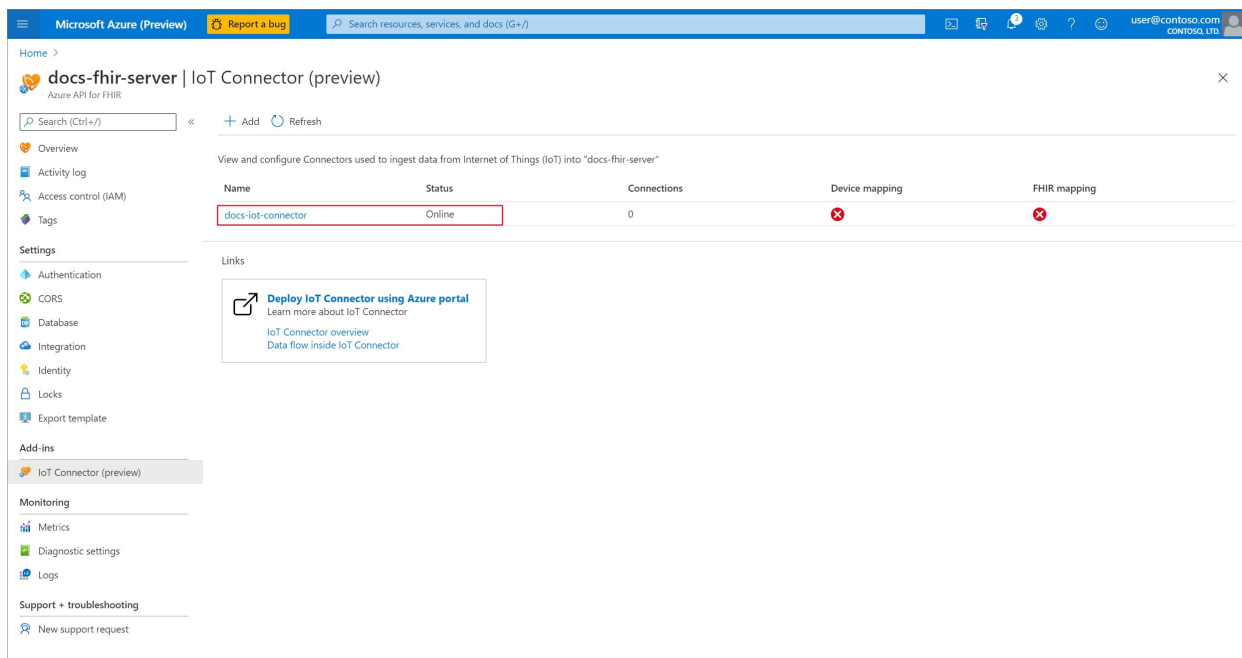 Microsoft Azure (Preview)
Report a bug
Search resources, services, and docs (G+/)
3
user@contoso.com
CONTOSO, LTD.
Home >
docs-fhir-server | IoT Connector (preview)
Azure API for FHIR
Search (Ctrl+/)
«
Add
Refresh
Overview
Activity log
Access control (IAM)
Tags
Settings
Authentication
CORS
Database
Integration
Identity
Locks
Export template
Add-ins
IoT Connector (preview)
Monitoring
Metrics
Diagnostic settings
Logs
Support + troubleshooting
New support request
View and configure Connectors used to ingest data from Internet of Things (IoT) into "docs-fhir-server"
Name Status Connections Device mapping FHIR mapping
docs-iot-connector Online 0
Links
Deploy IoT Connector using Azure portal
Learn more about IoT Connector
IoT Connector overview
Data flow inside IoT Connector